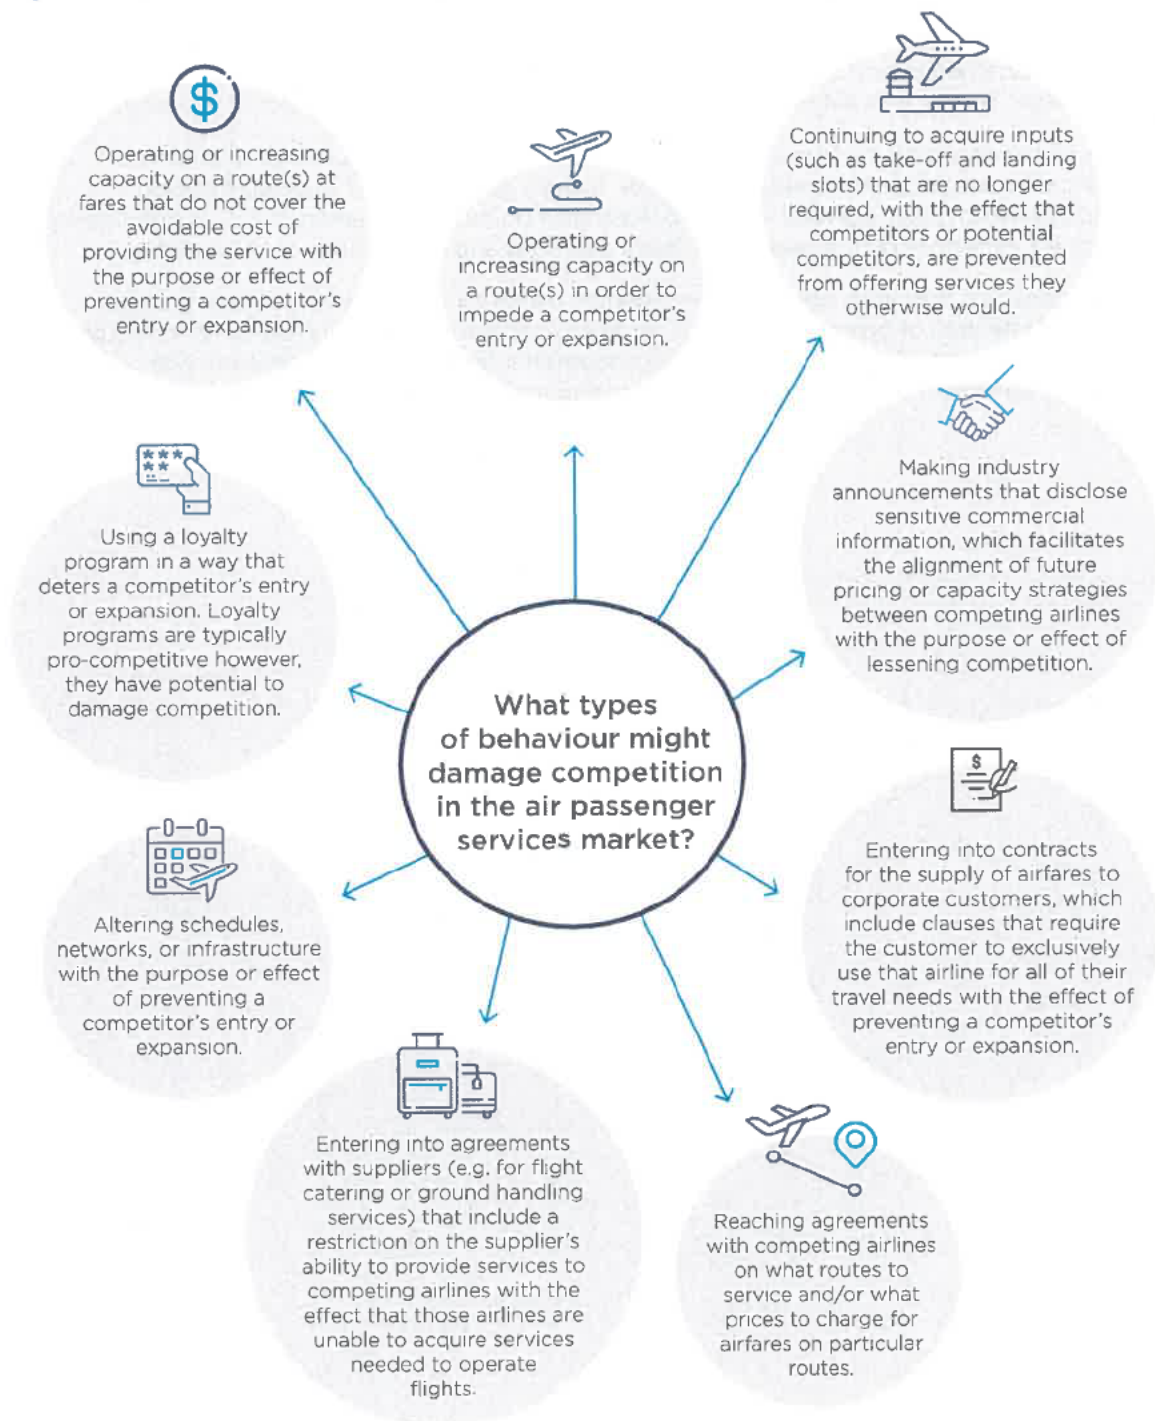 $
Operating or increasing
capacity on a route(s) at
fares that do not cover the
avoidable cost of
providing the service with
the purpose or effect of
preventing a competitor's
entry or expansion.
Operating or
increasing capacity on
a route(s) in order to
impede a competitor's
entry or expansion.
Continuing to acquire inputs
(such as take-off and landing
slots) that are no longer
required, with the effect that
competitors or potential
competitors, are prevented
from offering services they
otherwise would.
*** 
**
Using a loyalty
program in a way that
deters a competitor's entry
or expansion. Loyalty
programs are typically
pro-competitive however,
they have potential to
damage competition.
Making industry
announcements that disclose
sensitive commercial
information, which facilitates
the alignment of future
pricing or capacity strategies
between competing airlines
with the purpose or effect of
lessening competition.
What types
of behaviour might
damage competition
in the air passenger
services market?
Altering schedules,
networks, or infrastructure
with the purpose or effect
of preventing a
competitor's entry or
expansion.
$
Entering into contracts
for the supply of airfares to
corporate customers, which
include clauses that require
the customer to exclusively
use that airline for all of their
travel needs with the effect of
preventing a competitor's
entry or expansion.
Entering into agreements
with suppliers (e.g. for flight
catering or ground handling
services) that include a
restriction on the supplier's
ability to provide services to
competing airlines with the
effect that those airlines are
unable to acquire services
needed to operate
flights.
Reaching agreements
with competing airlines
on what routes to
service and/or what
prices to charge for
airfares on particular
routes.